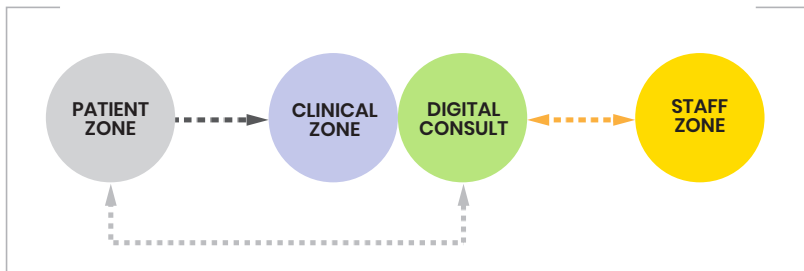 PATIENT
ZONE
CLINICAL
ZONE
DIGITAL
CONSULT
STAFF
ZONE